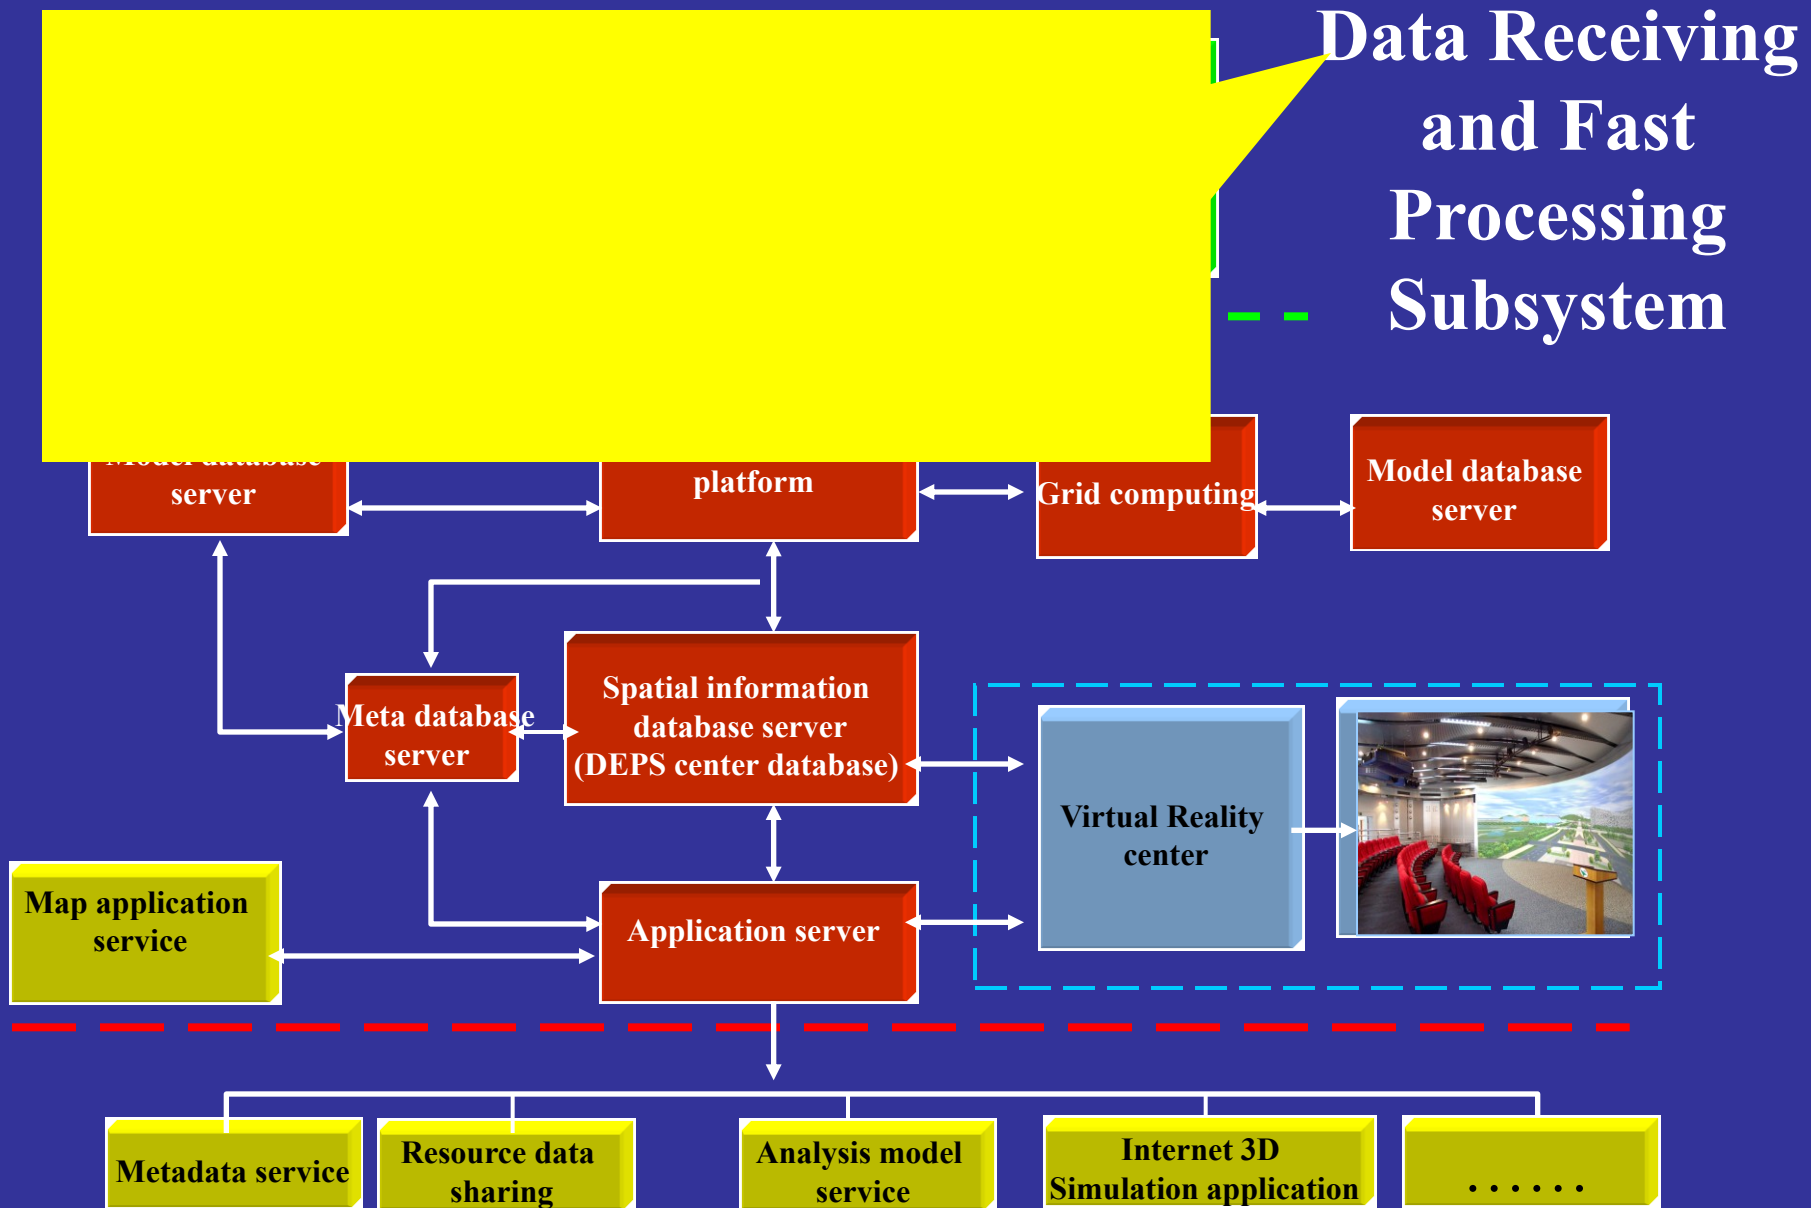 Data Receiving
and Fast
Processing
Subsystem
Model database
server
platform
Grid computing
Model database
server
Meta database
server
Spatial information
database server
(DEPS center database)
Virtual Reality
center
Map application
service
Application server
Metadata service
Resource data
sharing
Analysis model
service
Internet 3D
Simulation application
. . . . . .